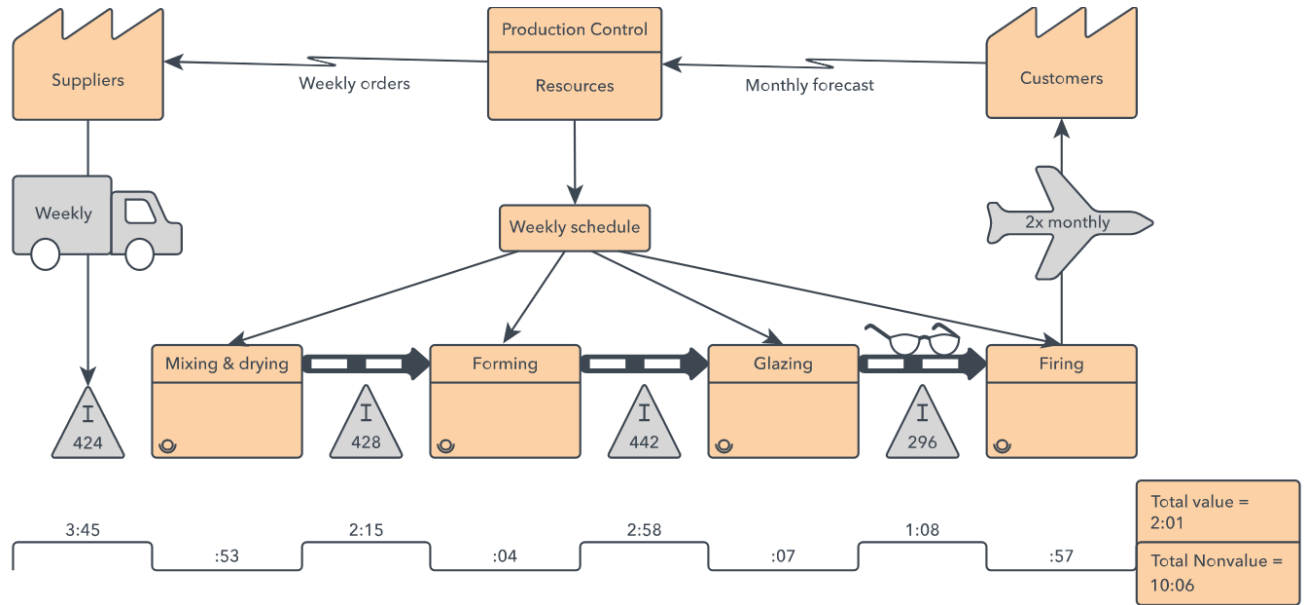 Production Control
Suppliers
Resources
Customers
Weekly orders
Monthly forecast
Weekly
Weekly schedule
2x monthly
Mixing & drying
Forming
Glazing
Firing
I
424
I
428
I
442
I
296
3:45
:53
2:15
:04
2:58
:07
1:08
:57
Total value =
2:01
Total Nonvalue =
10:06